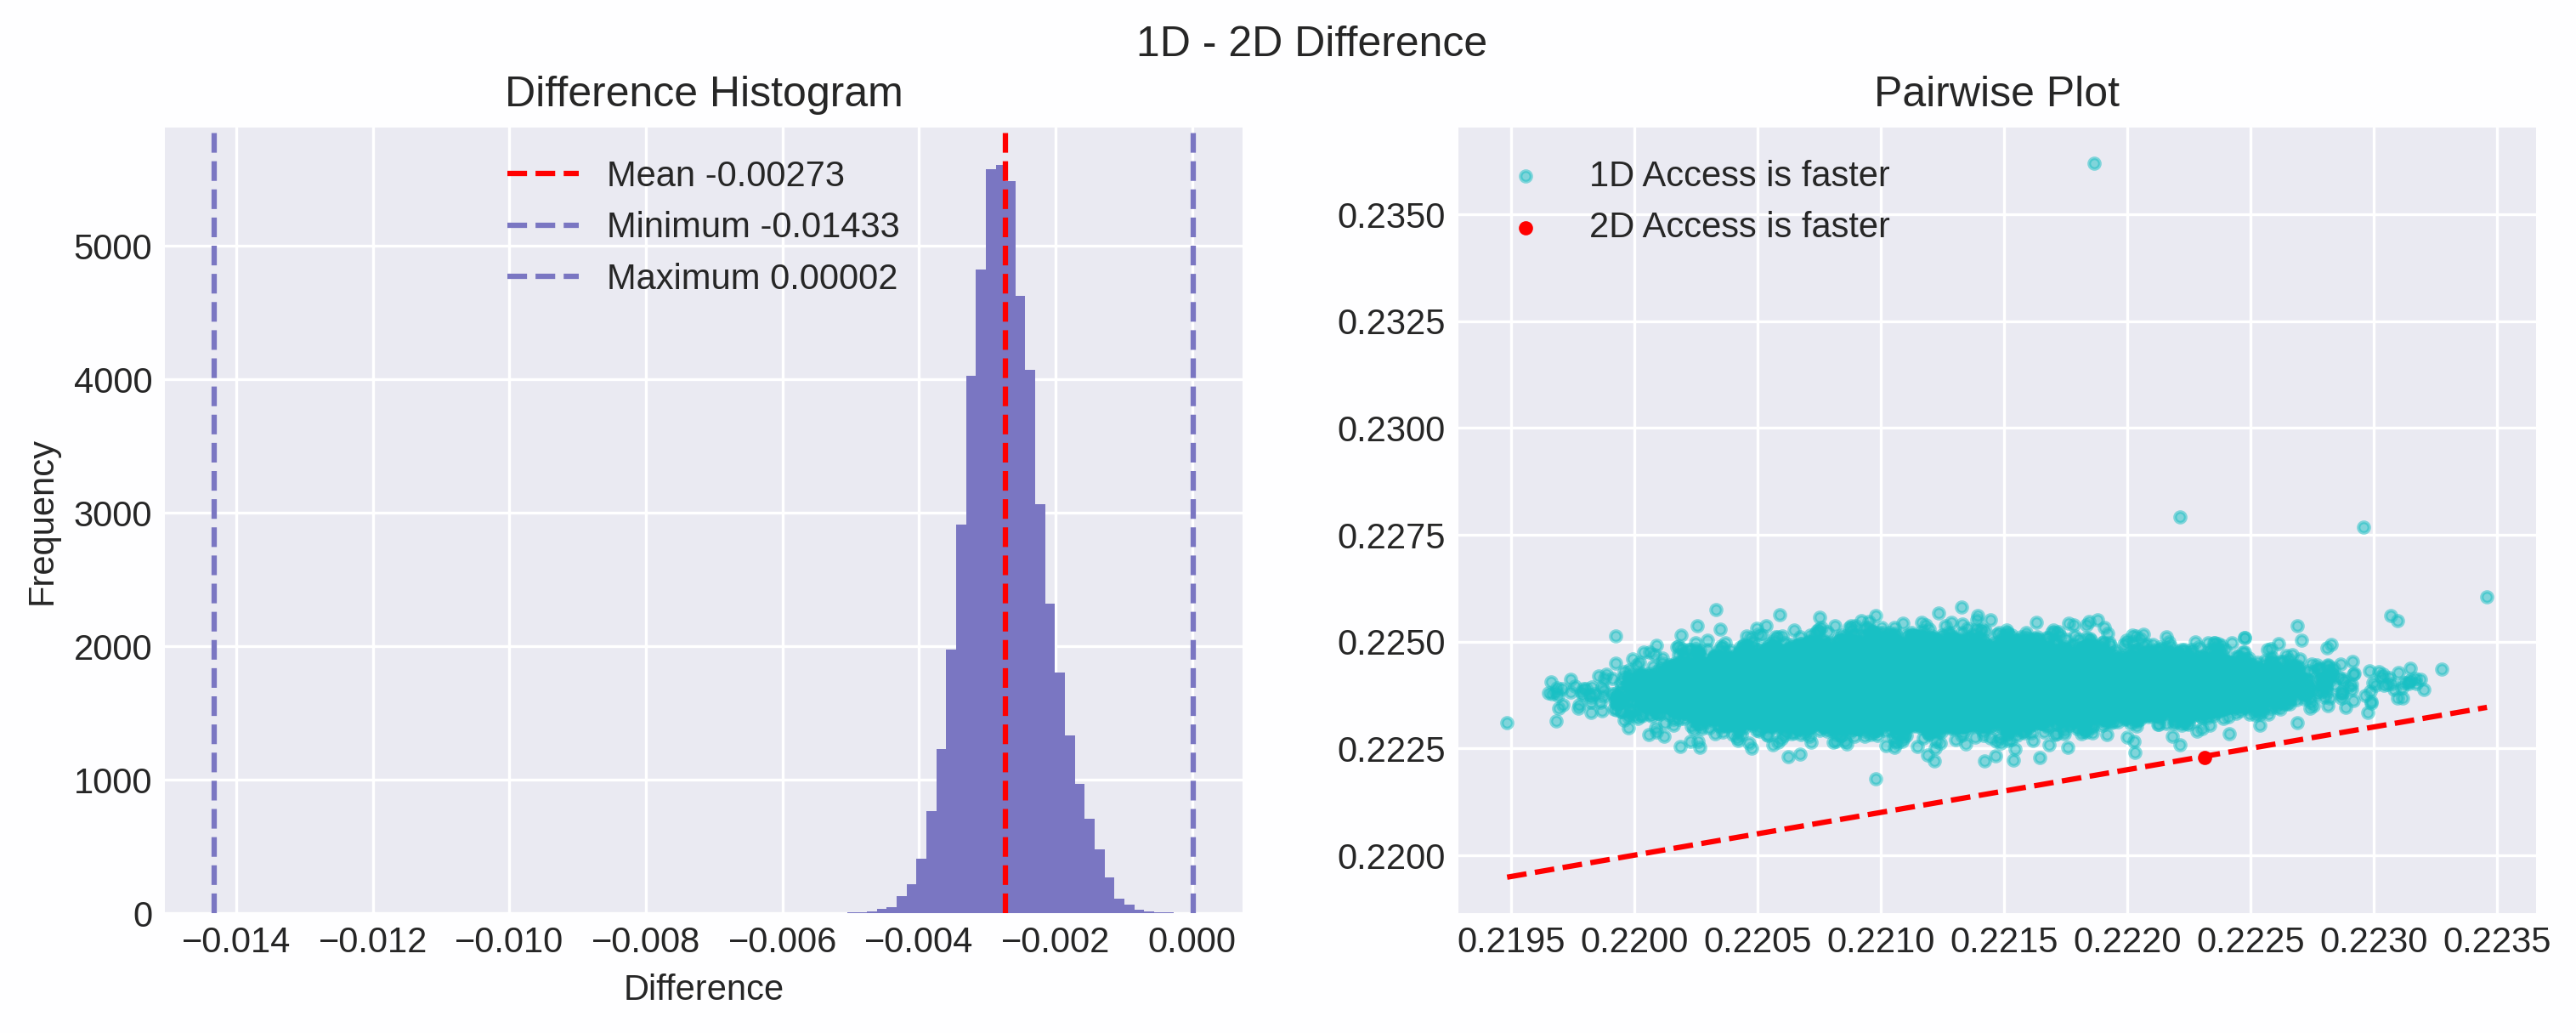 1D - 2D Difference
Difference Histogram
Mean -0.00273
Minimum -0.01433
Maximum 0.00002
Frequency
5000
4000
3000
2000
1000
0
−0.014 −0.012 −0.010 −0.008 −0.006 −0.004 −0.002 0.000
Difference
Pairwise Plot
1D Access is faster
2D Access is faster
0.2350
0.2325
0.2300
0.2275
0.2250
0.2225
0.2200
0.2195 0.2200 0.2205 0.2210 0.2215 0.2220 0.2225 0.2230 0.2235